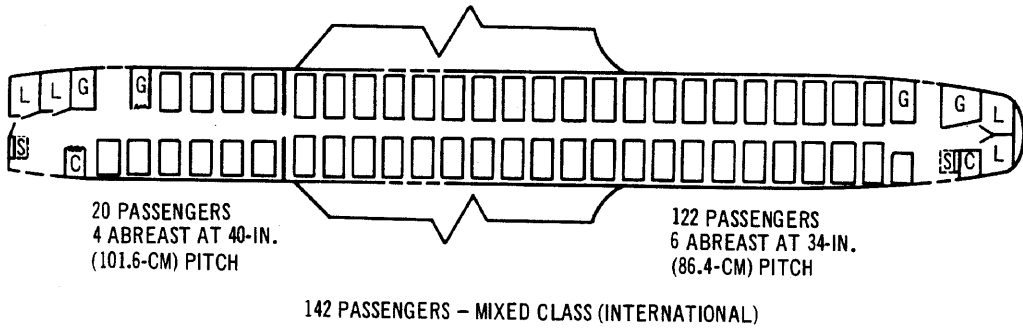 L L G G G G L
S C S C L
20 PASSENGERS
4 ABREAST AT 40-IN.
(101.6-CM) PITCH
122 PASSENGERS
6 ABREAST AT 34-IN.
(86.4-CM) PITCH
142 PASSENGERS – MIXED CLASS (INTERNATIONAL)